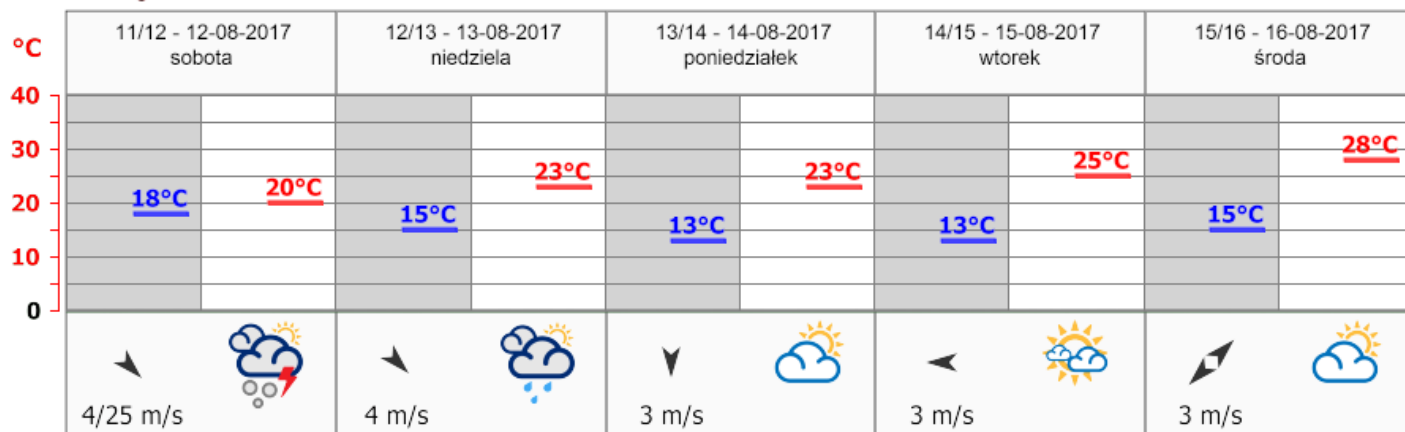 11/12 - 12-08-2017
sobota
12/13 - 13-08-2017
niedziela
13/14 - 14-08-2017
poniedziałek
14/15 - 15-08-2017
wtorek
15/16 - 16-08-2017
środa
°C
40
30
20
10
0
18°C
20°C
15°C
23°C
13°C
23°C
13°C
25°C
15°C
28°C
4/25 m/s
4 m/s
3 m/s
3 m/s
3 m/s